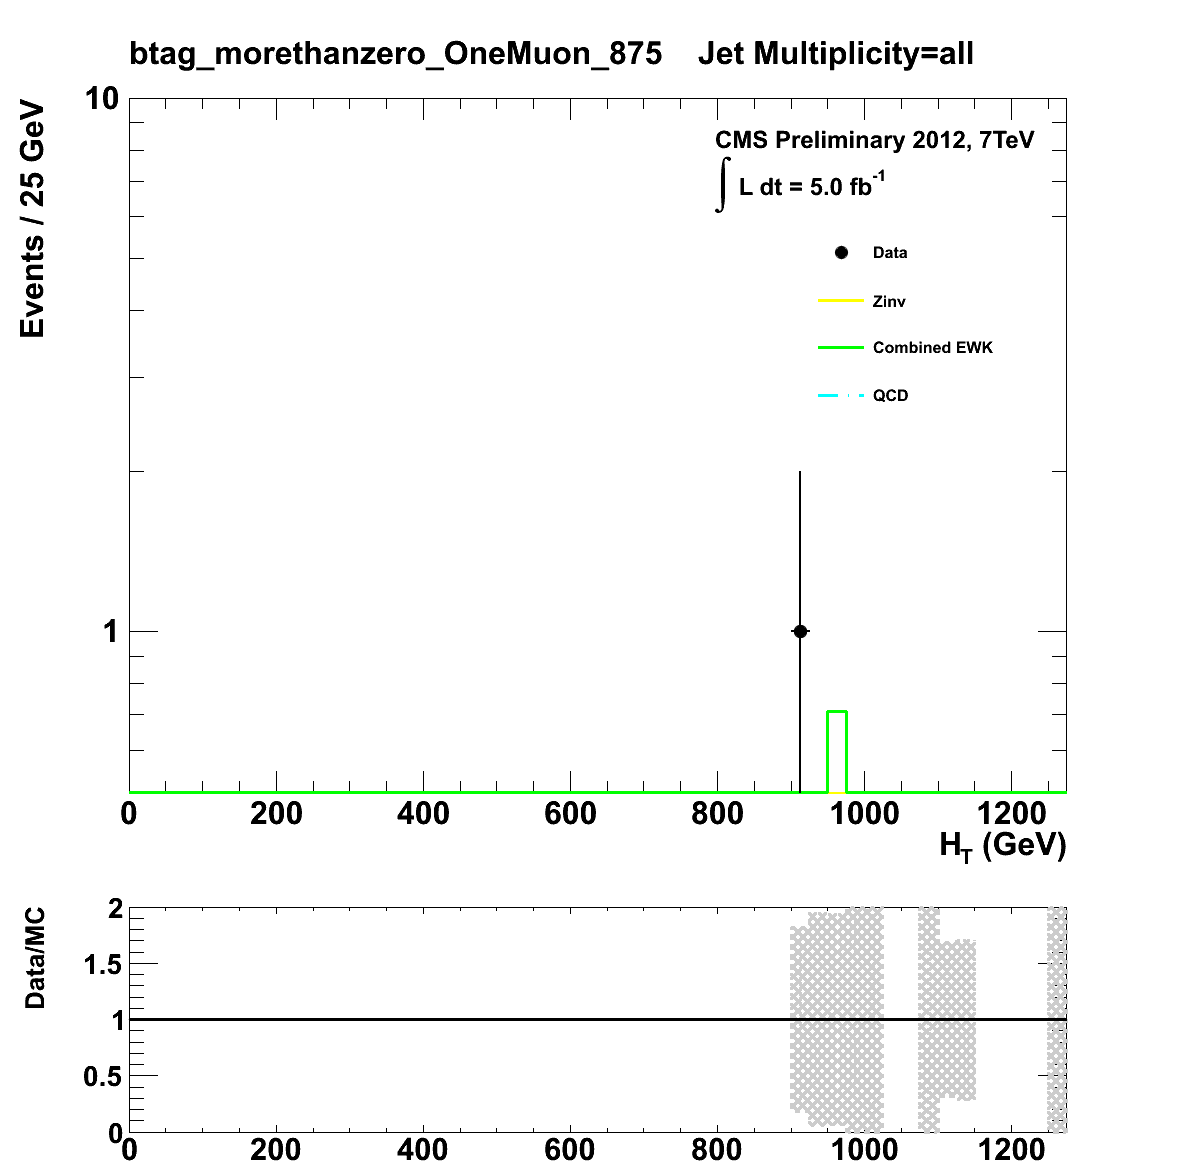 btag_morethanzero_OneMuon_875 Jet Multiplicity=all
Events / 25 GeV
10
1
CMS Preliminary 2012, 7TeV
∫ L dt = 5.0 fb⁻¹
Data
Zinv
Combined EWK
QCD
0 200 400 600 800 1000 1200
H_T (GeV)
Data/MC
2
1.5
1
0.5
0
0 200 400 600 800 1000 1200